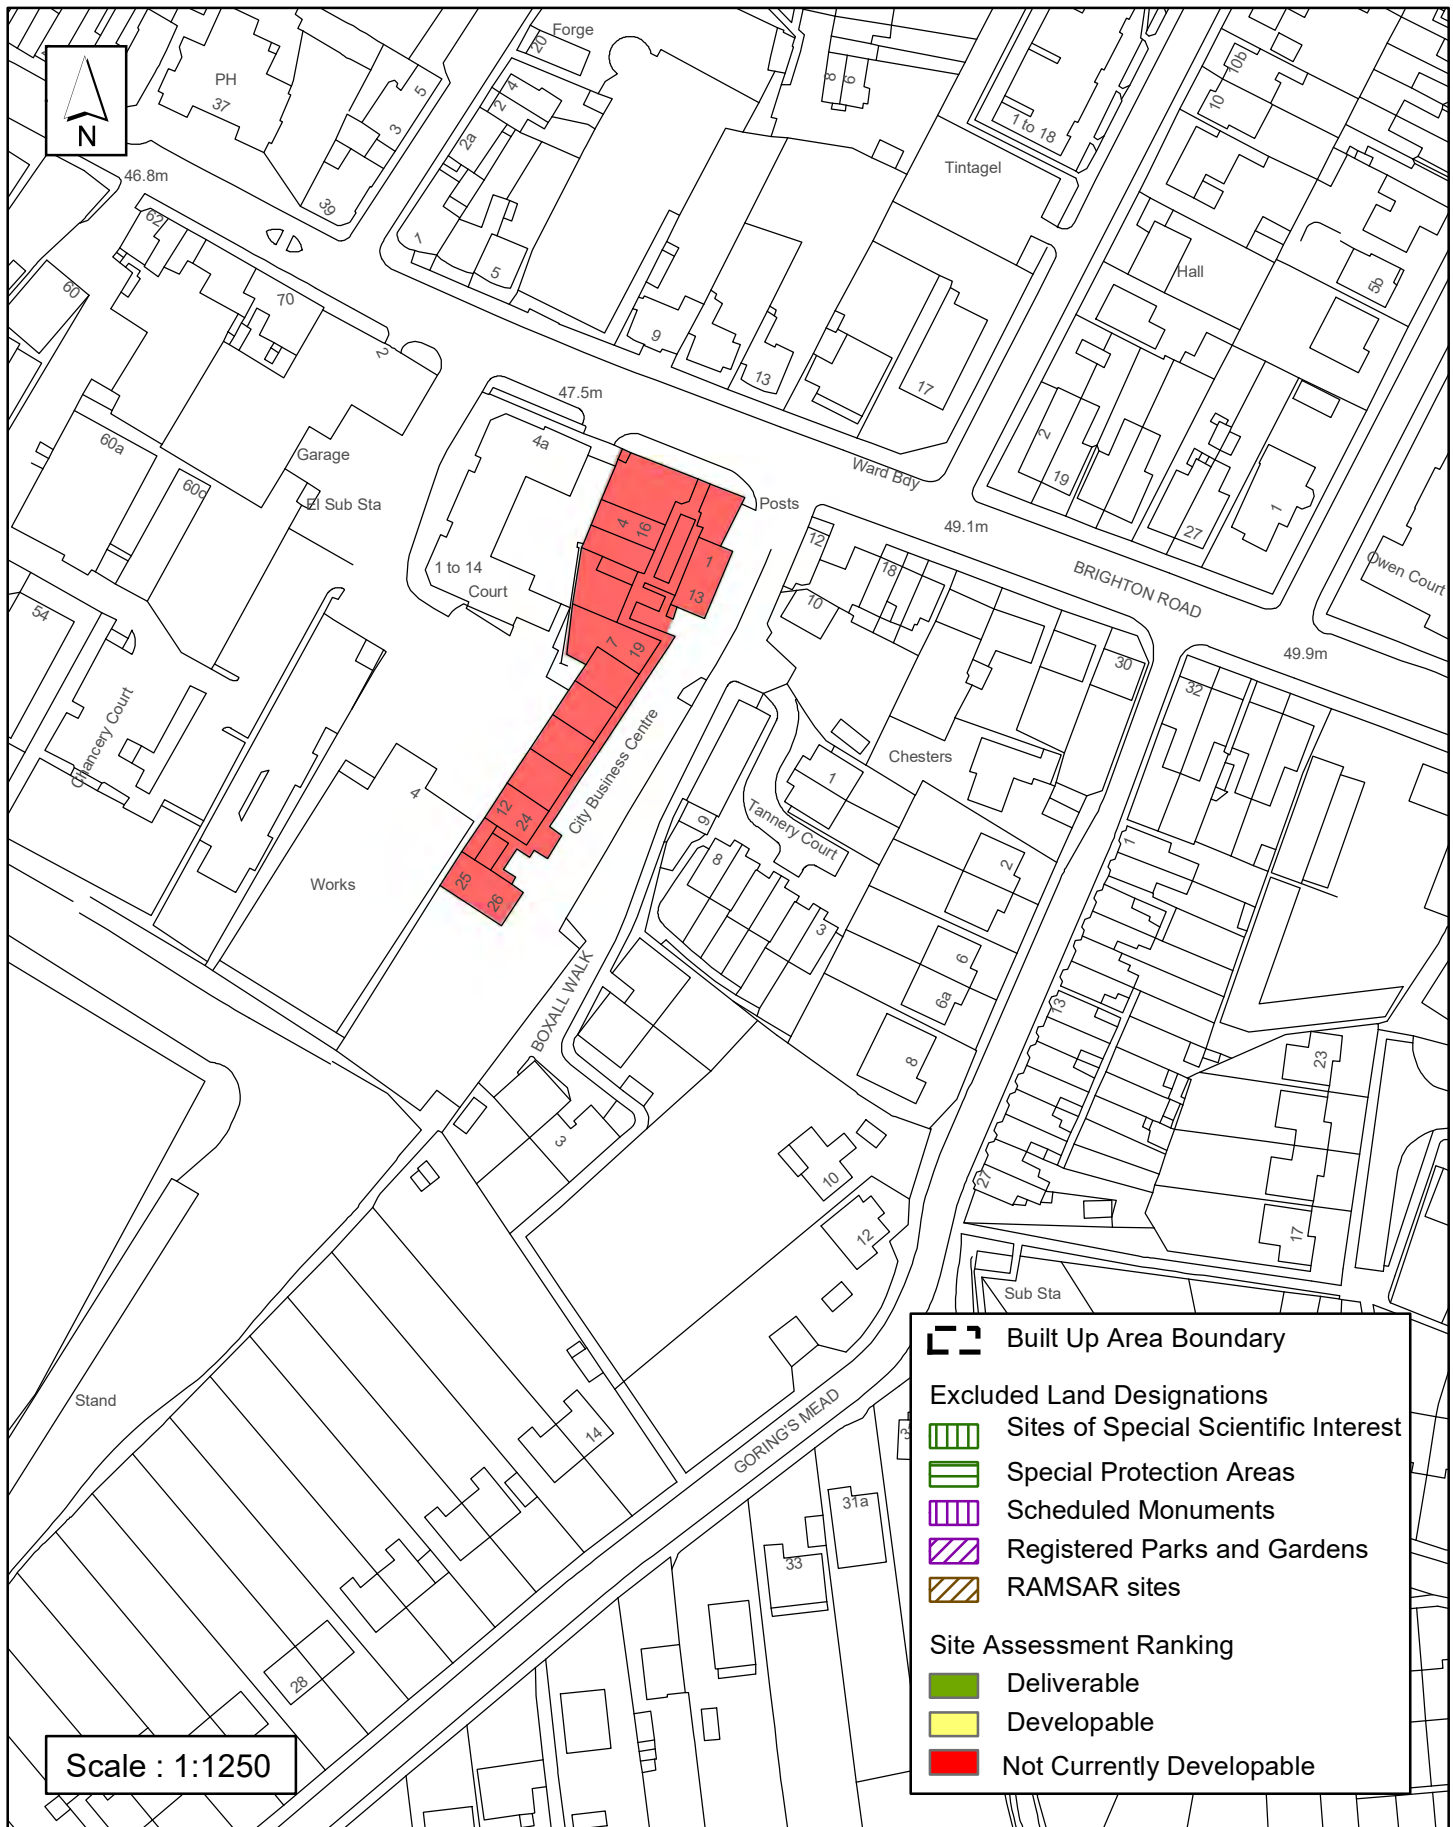 Forge
20
PH
37
5
3
39
4
2
2a
8
6
10b
10
1 to 18
Tintagel
46.8m
62
60
70
2
1
5
9
13
17
Hall
5b
47.5m
4a
60a
60c
Garage
El Sub Sta
Ward Bdy
Posts
2
19
27
1
49.1m
BRIGHTON ROAD
Owen Court
4
16
1
13
7
19
12
18
10
1 to 14
Court
54
30
49.9m
32
Chancery Court
City Business Centre
Chesters
1
Tannery Court
9
8
3
2
1
4
12
24
25
26
Works
6
6a
8
13
BOXALL WALK
3
23
10
12
27
17
Sub Sta
Stand
14
GORING'S MEAD
31a
33
28
N
Built Up Area Boundary
Excluded Land Designations
Sites of Special Scientific Interest
Special Protection Areas
Scheduled Monuments
Registered Parks and Gardens
RAMSAR sites
Site Assessment Ranking
Deliverable
Developable
Not Currently Developable
Scale : 1:1250